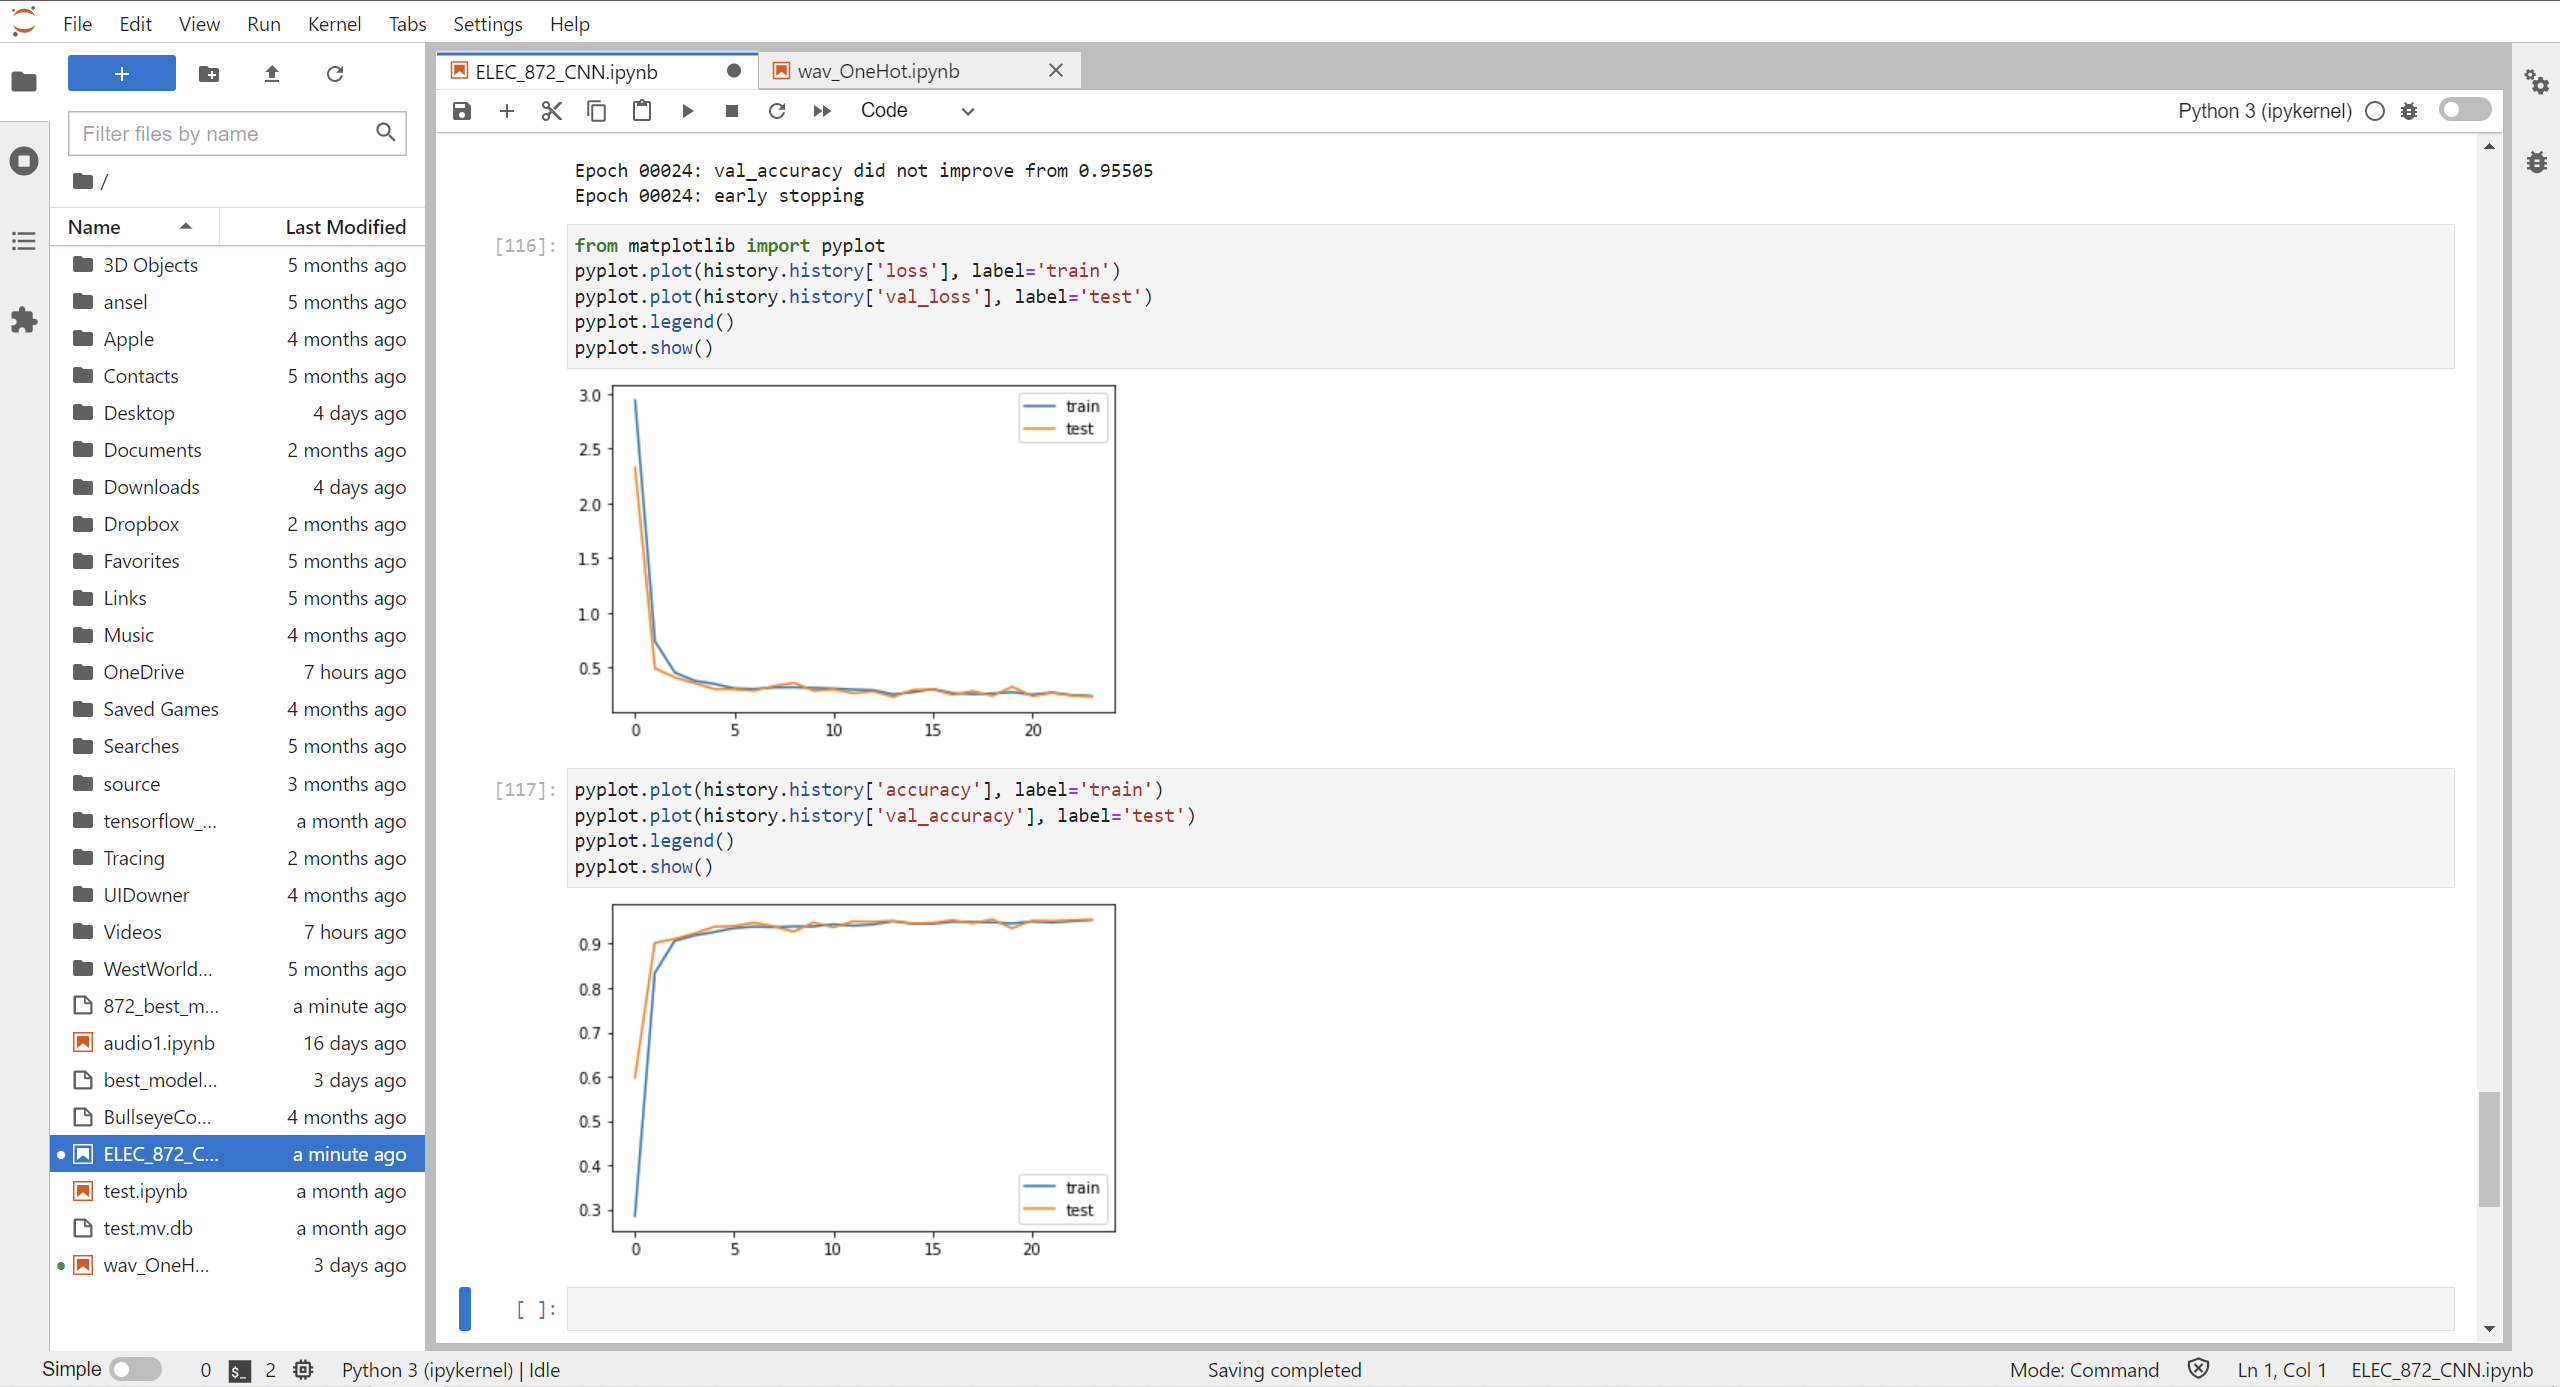 File Edit View Run Kernel Tabs Settings Help
Filter files by name
/
Name Last Modified
3D Objects 5 months ago
ansel 5 months ago
Apple 4 months ago
Contacts 5 months ago
Desktop 4 days ago
Documents 2 months ago
Downloads 4 days ago
Dropbox 2 months ago
Favorites 5 months ago
Links 5 months ago
Music 4 months ago
OneDrive 7 hours ago
Saved Games 4 months ago
Searches 5 months ago
source 3 months ago
tensorflow_... a month ago
Tracing 2 months ago
UIDowner 4 months ago
Videos 7 hours ago
WestWorld... 5 months ago
872_best_m... a minute ago
audio1.ipynb 16 days ago
best_model... 3 days ago
BullseyeCo... 4 months ago
ELEC_872_C... a minute ago
test.ipynb a month ago
test.mv.db a month ago
wav_OneH... 3 days ago
ELEC_872_CNN.ipynb wav_OneHot.ipynb
Code Python 3 (ipykernel)
Epoch 00024: val_accuracy did not improve from 0.95505
Epoch 00024: early stopping
[116]: from matplotlib import pyplot
pyplot.plot(history.history['loss'], label='train')
pyplot.plot(history.history['val_loss'], label='test')
pyplot.legend()
pyplot.show()
3.0
2.5
2.0
1.5
1.0
0.5
0 5 10 15 20
train
test
[117]: pyplot.plot(history.history['accuracy'], label='train')
pyplot.plot(history.history['val_accuracy'], label='test')
pyplot.legend()
pyplot.show()
0.9
0.8
0.7
0.6
0.5
0.4
0.3
0 5 10 15 20
train
test
[ ]:
Simple 0 $_ 2 Python 3 (ipykernel) | Idle Saving completed Mode: Command Ln 1, Col 1 ELEC_872_CNN.ipynb